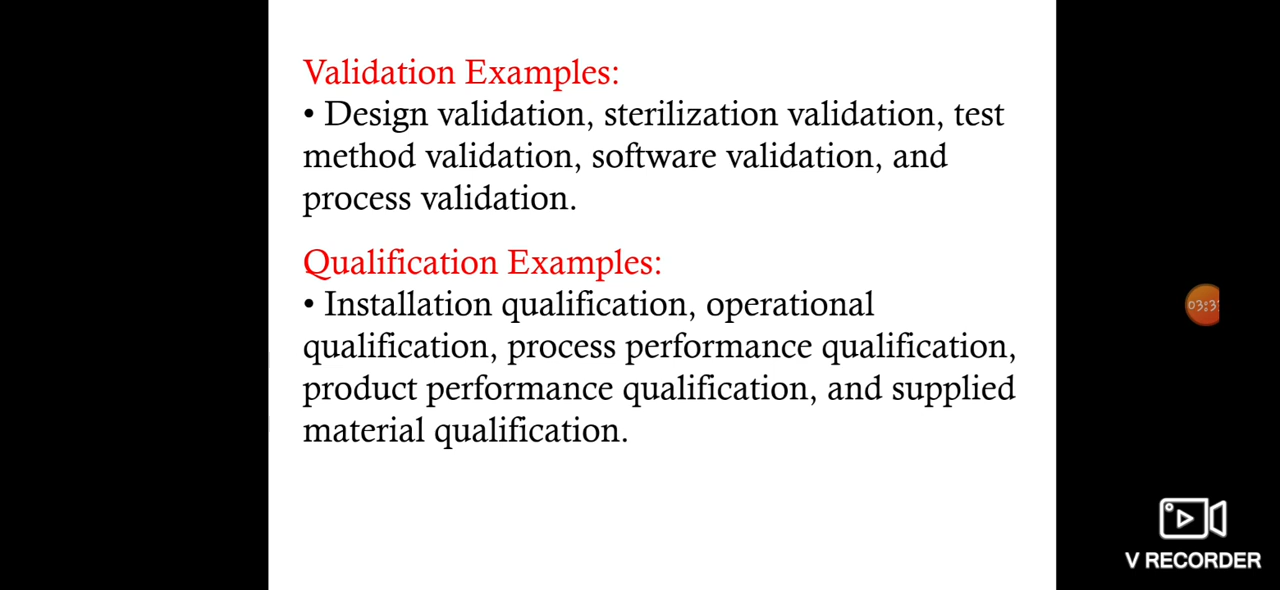 Validation Examples:
• Design validation, sterilization validation, test
method validation, software validation, and
process validation.
Qualification Examples:
• Installation qualification, operational
qualification, process performance qualification,
product performance qualification, and supplied
material qualification.
V RECORDER